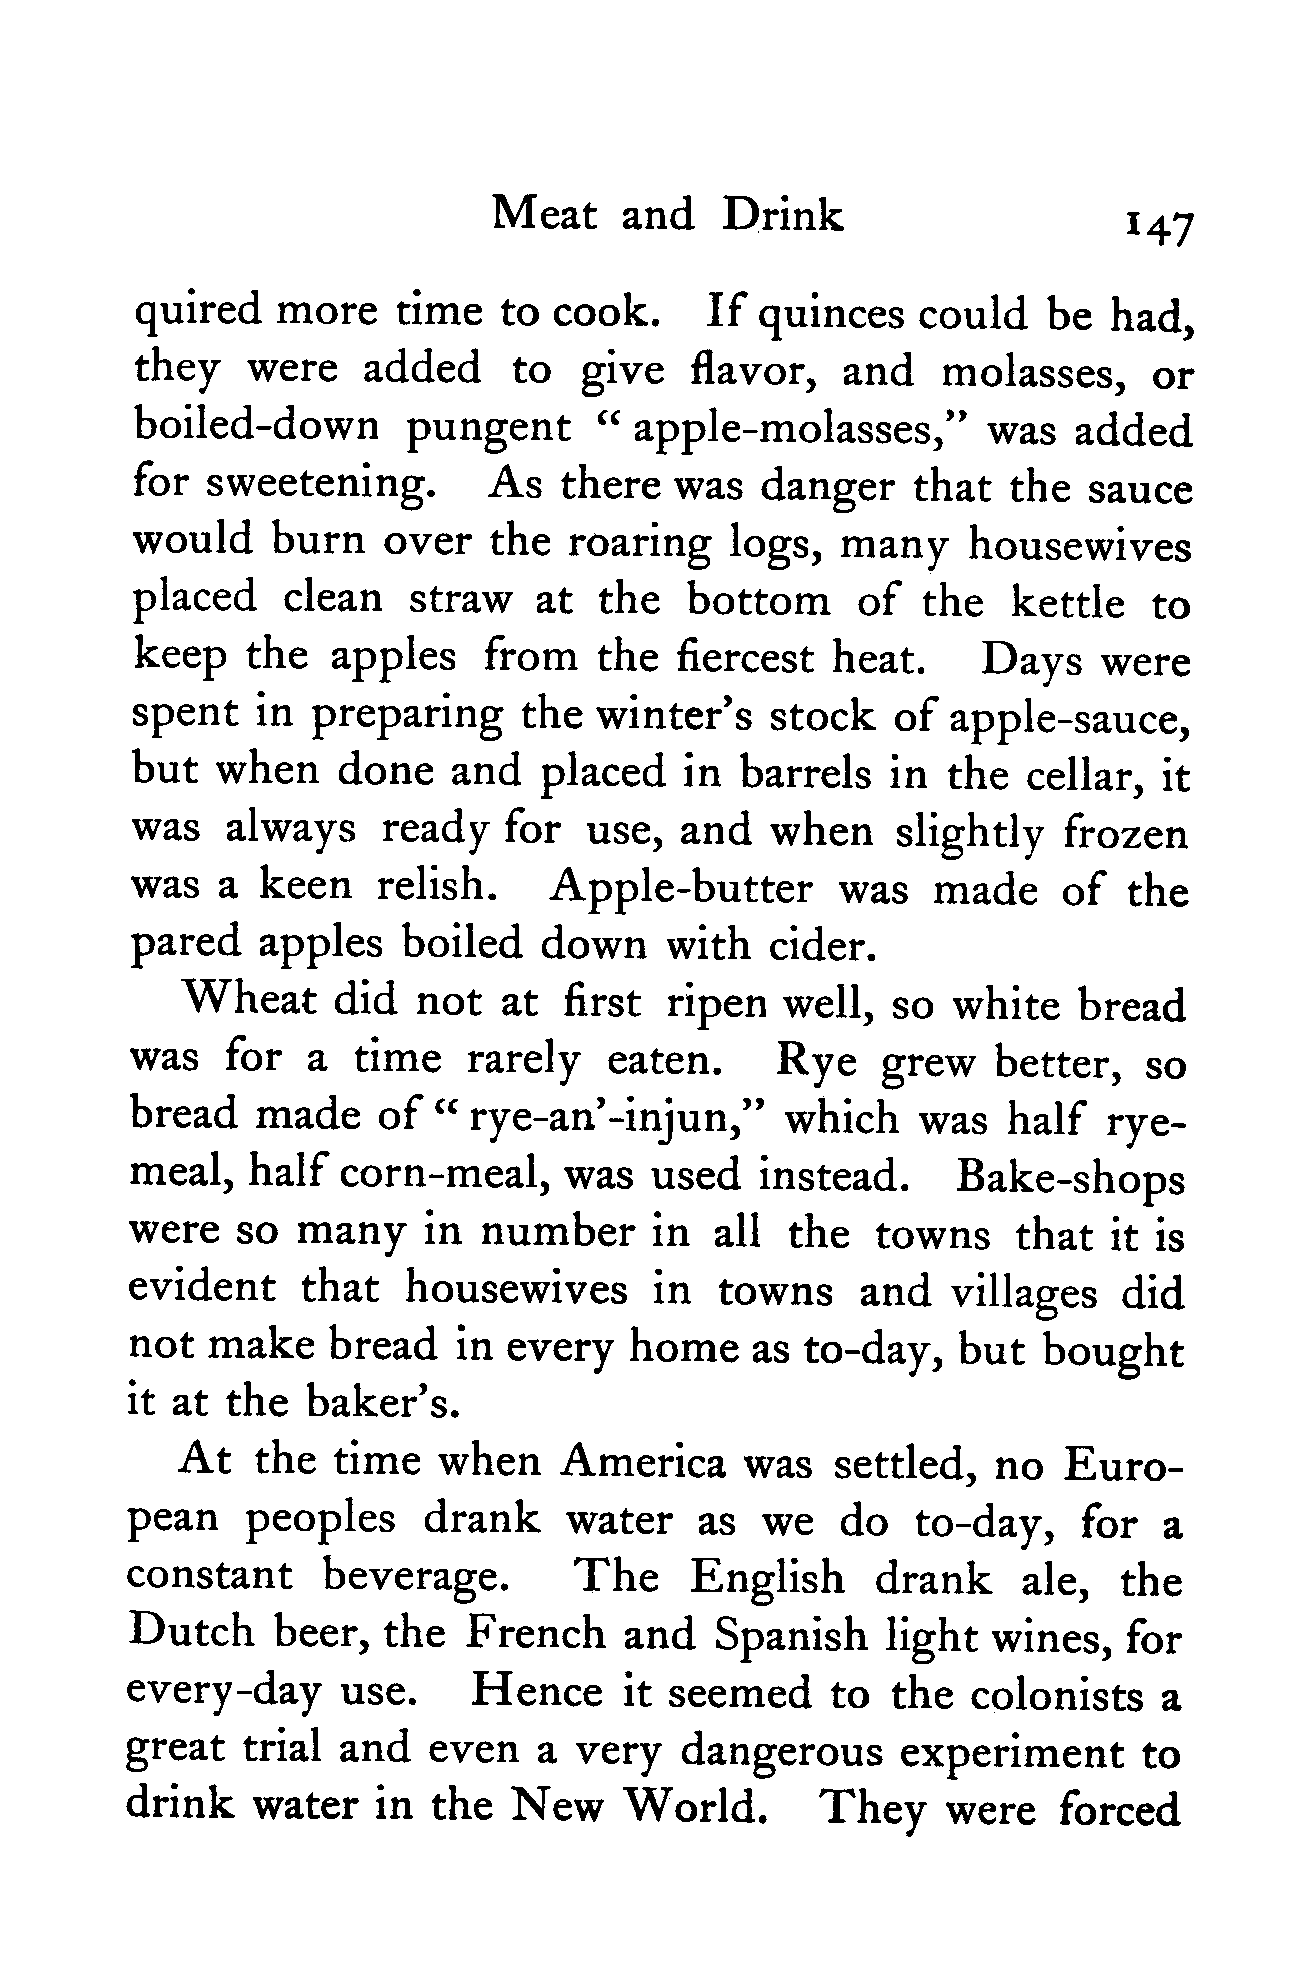 Meat and Drink 147
quired more time to cook. If quinces could be had,
they were added to give flavor, and molasses, or
boiled-down pungent “ apple-molasses,” was added
for sweetening. As there was danger that the sauce
would burn over the roaring logs, many housewives
placed clean straw at the bottom of the kettle to
keep the apples from the fiercest heat. Days were
spent in preparing the winter’s stock of apple-sauce,
but when done and placed in barrels in the cellar, it
was always ready for use, and when slightly frozen
was a keen relish. Apple-butter was made of the
pared apples boiled down with cider.
Wheat did not at first ripen well, so white bread
was for a time rarely eaten. Rye grew better, so
bread made of “ rye-an’-injun,” which was half rye-
meal, half corn-meal, was used instead. Bake-shops
were so many in number in all the towns that it is
evident that housewives in towns and villages did
not make bread in every home as to-day, but bought
it at the baker’s.
At the time when America was settled, no Euro-
pean peoples drank water as we do to-day, for a
constant beverage. The English drank ale, the
Dutch beer, the French and Spanish light wines, for
every-day use. Hence it seemed to the colonists a
great trial and even a very dangerous experiment to
drink water in the New World. They were forced